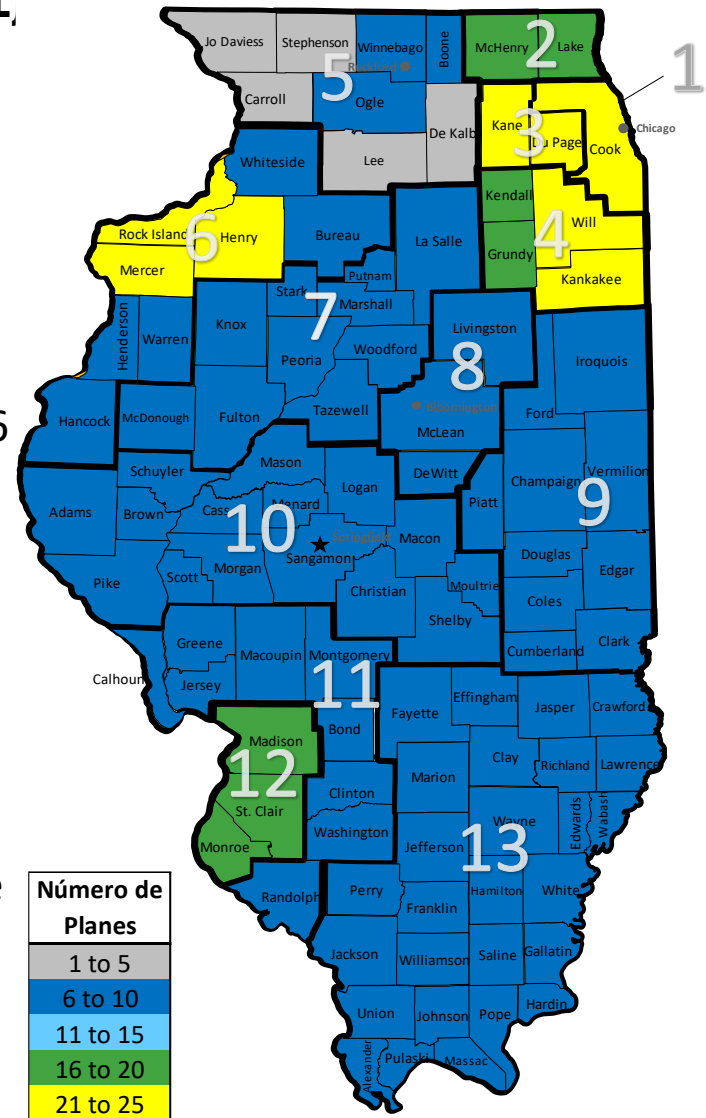 Jo Daviess
Stephenson
Winnebago
Boone
McHenry
2
Lake
1
Rockford
5
Carroll
Ogle
De Kalb
Kane
3
Du Page
Cook
Chicago
Lee
Whiteside
Kendall
Rock Island
6
Henry
Bureau
La Salle
Will
4
Grundy
Mercer
Putnam
Kankakee
Stark
7
Marshall
Henderson
Warren
Knox
Livingston
Peoria
Woodford
8
Iroquois
Hancock
McDonough
Fulton
Tazewell
Bloomington
McLean
Ford
6
Schuyler
Mason
Logan
DeWitt
Champaign
Vermilion
9
Adams
Brown
Cass
Menard
10
Springfield
Sangamon
Macon
Piatt
Douglas
Edgar
Pike
Scott
Morgan
Christian
Moultrie
Coles
Shelby
Greene
Macoupin
Montgomery
Cumberland
Clark
Calhoun
Jersey
11
Fayette
Effingham
Jasper
Crawford
Madison
Bond
12
Marion
Clay
Richland
Lawrence
St. Clair
Clinton
Wayne
Edwards
Wabash
Monroe
Washington
Jefferson
13
Randolph
Perry
Hamilton
White
Franklin
Jackson
Williamson
Saline
Gallatin
Union
Johnson
Pope
Hardin
Alexander
Pulaski
Massac
Número de
Planes
1 to 5
6 to 10
11 to 15
16 to 20
21 to 25